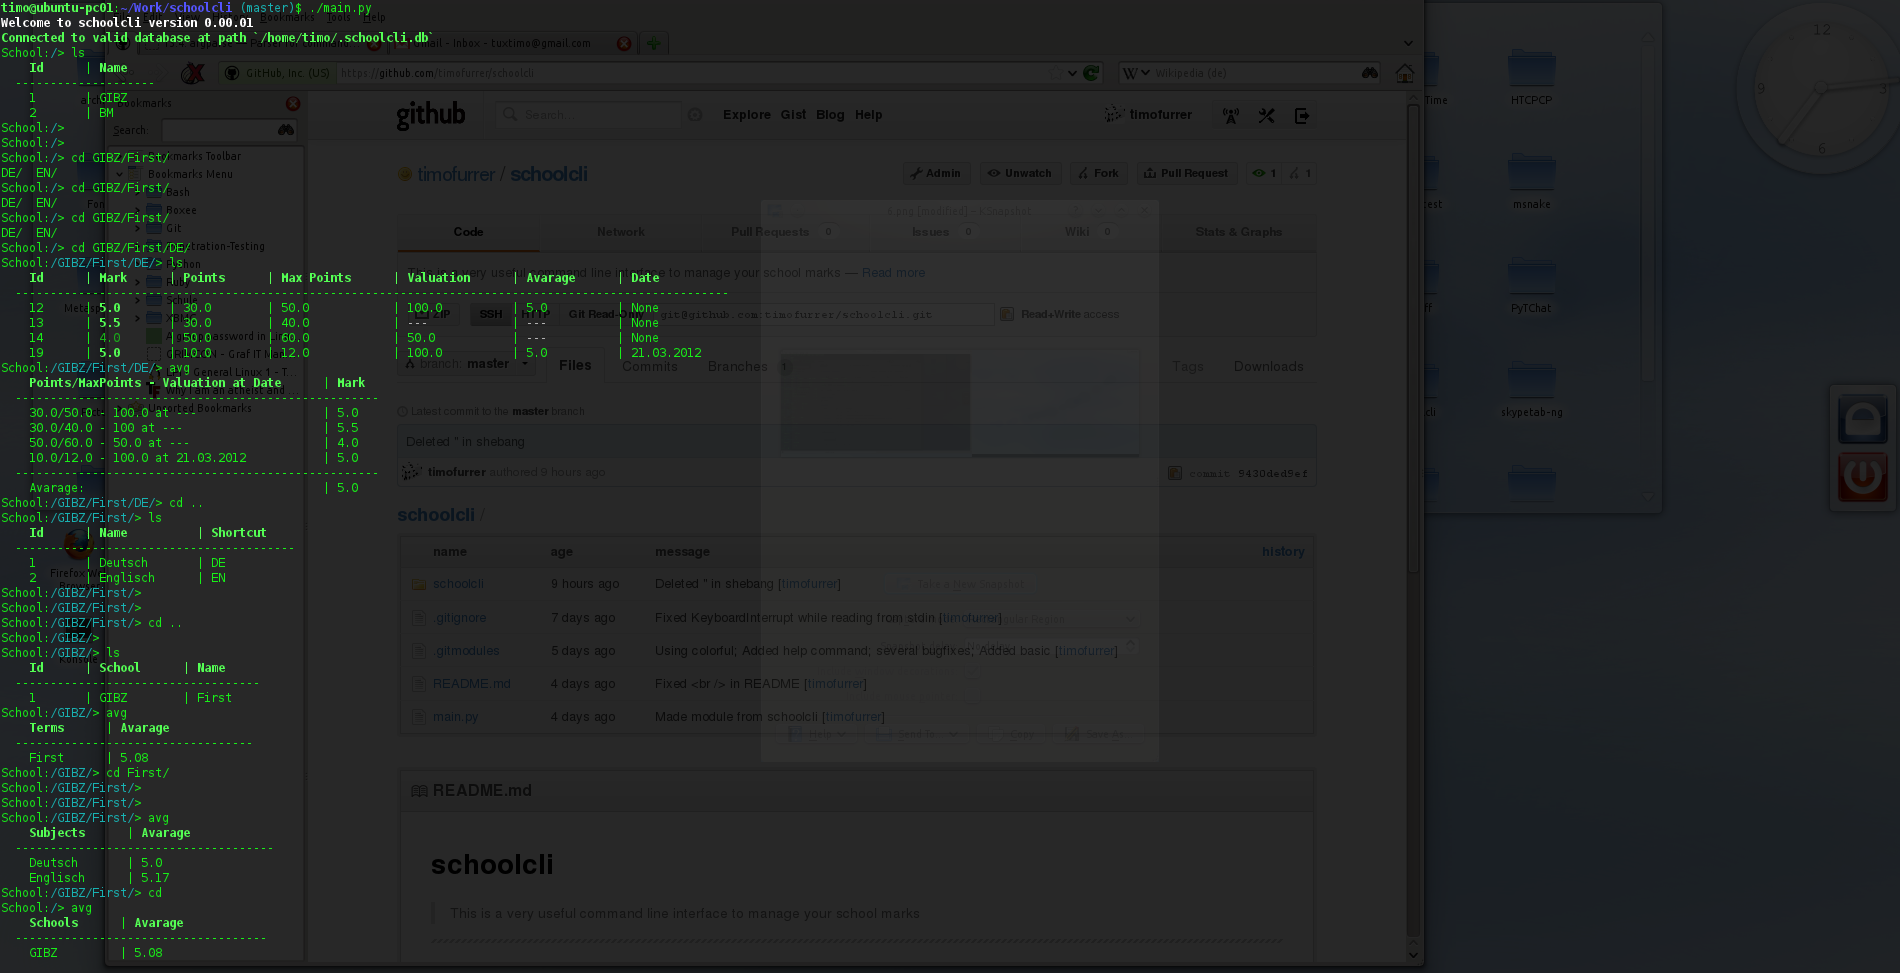 timo@ubuntu-pc01:~/Work/schoolcli (master)$ ./main.py
Welcome to schoolcli version 0.00.01
Connected to valid database at path `/home/timo/.schoolcli.db`
School:/> ls
Id | Name
---------------------
1 | GIBZ
2 | BM
School:/>
School:/>
School:/> cd GIBZ/First/
DE/ EN/
School:/> cd GIBZ/First/
DE/ EN/
School:/> cd GIBZ/First/
DE/ EN/
School:/> cd GIBZ/First/DE/
School:/GIBZ/First/DE/> ls
Id | Mark | Points | Max Points | Valuation | Avarage | Date
12 | 5.0 | 30.0 | 50.0 | 100.0 | 5.0 | None
13 | 5.5 | 30.0 | 40.0 | --- | --- | None
14 | 4.0 | 50.0 | 60.0 | 50.0 | --- | None
19 | 5.0 | 10.0 | 12.0 | 100.0 | 5.0 | 21.03.2012
School:/GIBZ/First/DE/> avg
Points/MaxPoints - Valuation at Date | Mark
30.0/50.0 - 100.0 at --- | 5.0
30.0/40.0 - 100 at --- | 5.5
50.0/60.0 - 50.0 at --- | 4.0
10.0/12.0 - 100.0 at 21.03.2012 | 5.0
Avarage: | 5.0
School:/GIBZ/First/DE/> cd ..
School:/GIBZ/First/> ls
Id | Name | Shortcut
1 | Deutsch | DE
2 | Englisch | EN
School:/GIBZ/First/>
School:/GIBZ/First/>
School:/GIBZ/First/> cd ..
School:/GIBZ/>
School:/GIBZ/> ls
Id | School | Name
1 | GIBZ | First
School:/GIBZ/> avg
Terms | Avarage
First | 5.08
School:/GIBZ/> cd First/
School:/GIBZ/First/>
School:/GIBZ/First/>
School:/GIBZ/First/> avg
Subjects | Avarage
Deutsch | 5.0
Englisch | 5.17
School:/GIBZ/First/> cd
School:/> avg
Schools | Avarage
GIBZ | 5.08
Bookmarks Tools Help
Gmail - Inbox - tuxtimo@gmail.com
GitHub, Inc. (US) https://github.com/timofurrer/schoolcli
Wikipedia (de)
Bookmarks
Search:
Bookmarks Toolbar
Bookmarks Menu
Bash
Boxee
Git
github
Search...
Explore Gist Blog Help
timofurrer
timofurrer / schoolcli
Admin Unwatch Fork Pull Request 1 1
Code Network Pull Requests 0 Issues 0 Wiki 0 Stats & Graphs
This is a very useful command line interface to manage your school marks — Read more
ZIP SSH HTTP Git Read-Only git@github.com:timofurrer/schoolcli.git Read+Write access
branch: master Files Commits Branches 1 Tags Downloads
Latest commit to the master branch
Deleted " in shebang
timofurrer authored 9 hours ago
commit 9430ded9ef
schoolcli /
name age message history
schoolcli 9 hours ago Deleted " in shebang [timofurrer]
.gitignore 7 days ago Fixed KeyboardInterrupt while reading from stdin [timofurrer]
.gitmodules 5 days ago Using colorful; Added help command; several bugfixes; Added basic [timofurrer]
README.md 4 days ago Fixed <br /> in README [timofurrer]
main.py 4 days ago Made module from schoolcli [timofurrer]
README.md
schoolcli
This is a very useful command line interface to manage your school marks
Take a New Snapshot
Help Send To Copy Save As
Time HTCPCP
test msnake
PyTChat
cli skypetab-ng
12
3
6
9